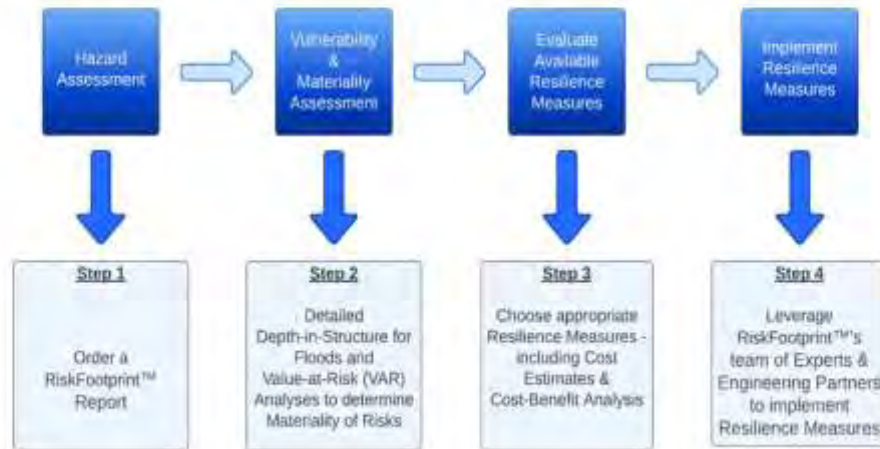 Hazard
Assessment
Vulnerability
&
Materiality
Assessment
Evaluate
Available
Resilience
Measures
Implement
Resilience
Measures
Step 1
Order a
RiskFootprint™
Report
Step 2
Detailed
Depth-in-Structure for
Floods and
Value-at-Risk (VAR)
Analyses to determine
Materiality of Risks
Step 3
Choose appropriate
Resilience Measures -
including Cost
Estimates &
Cost-Benefit Analysis
Step 4
Leverage
RiskFootprint™'s
team of Experts &
Engineering Partners
to implement
Resilience Measures